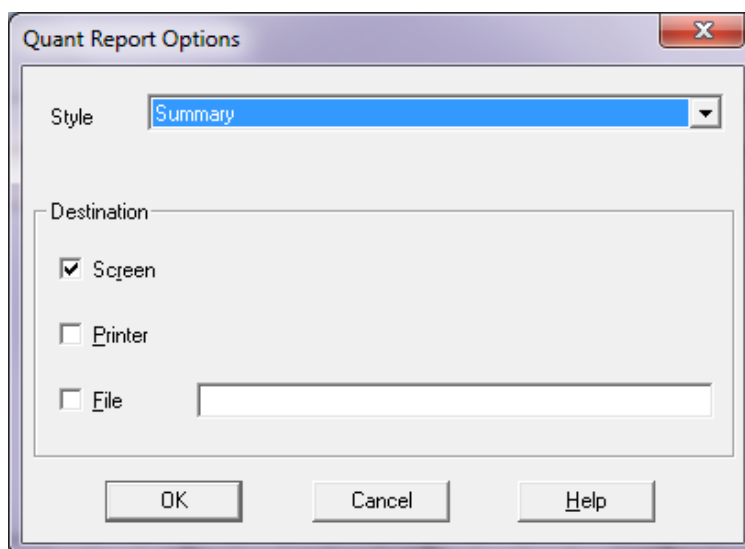 Quant Report Options
X
Style Summary
Destination
Screen
Printer
File
OK Cancel Help